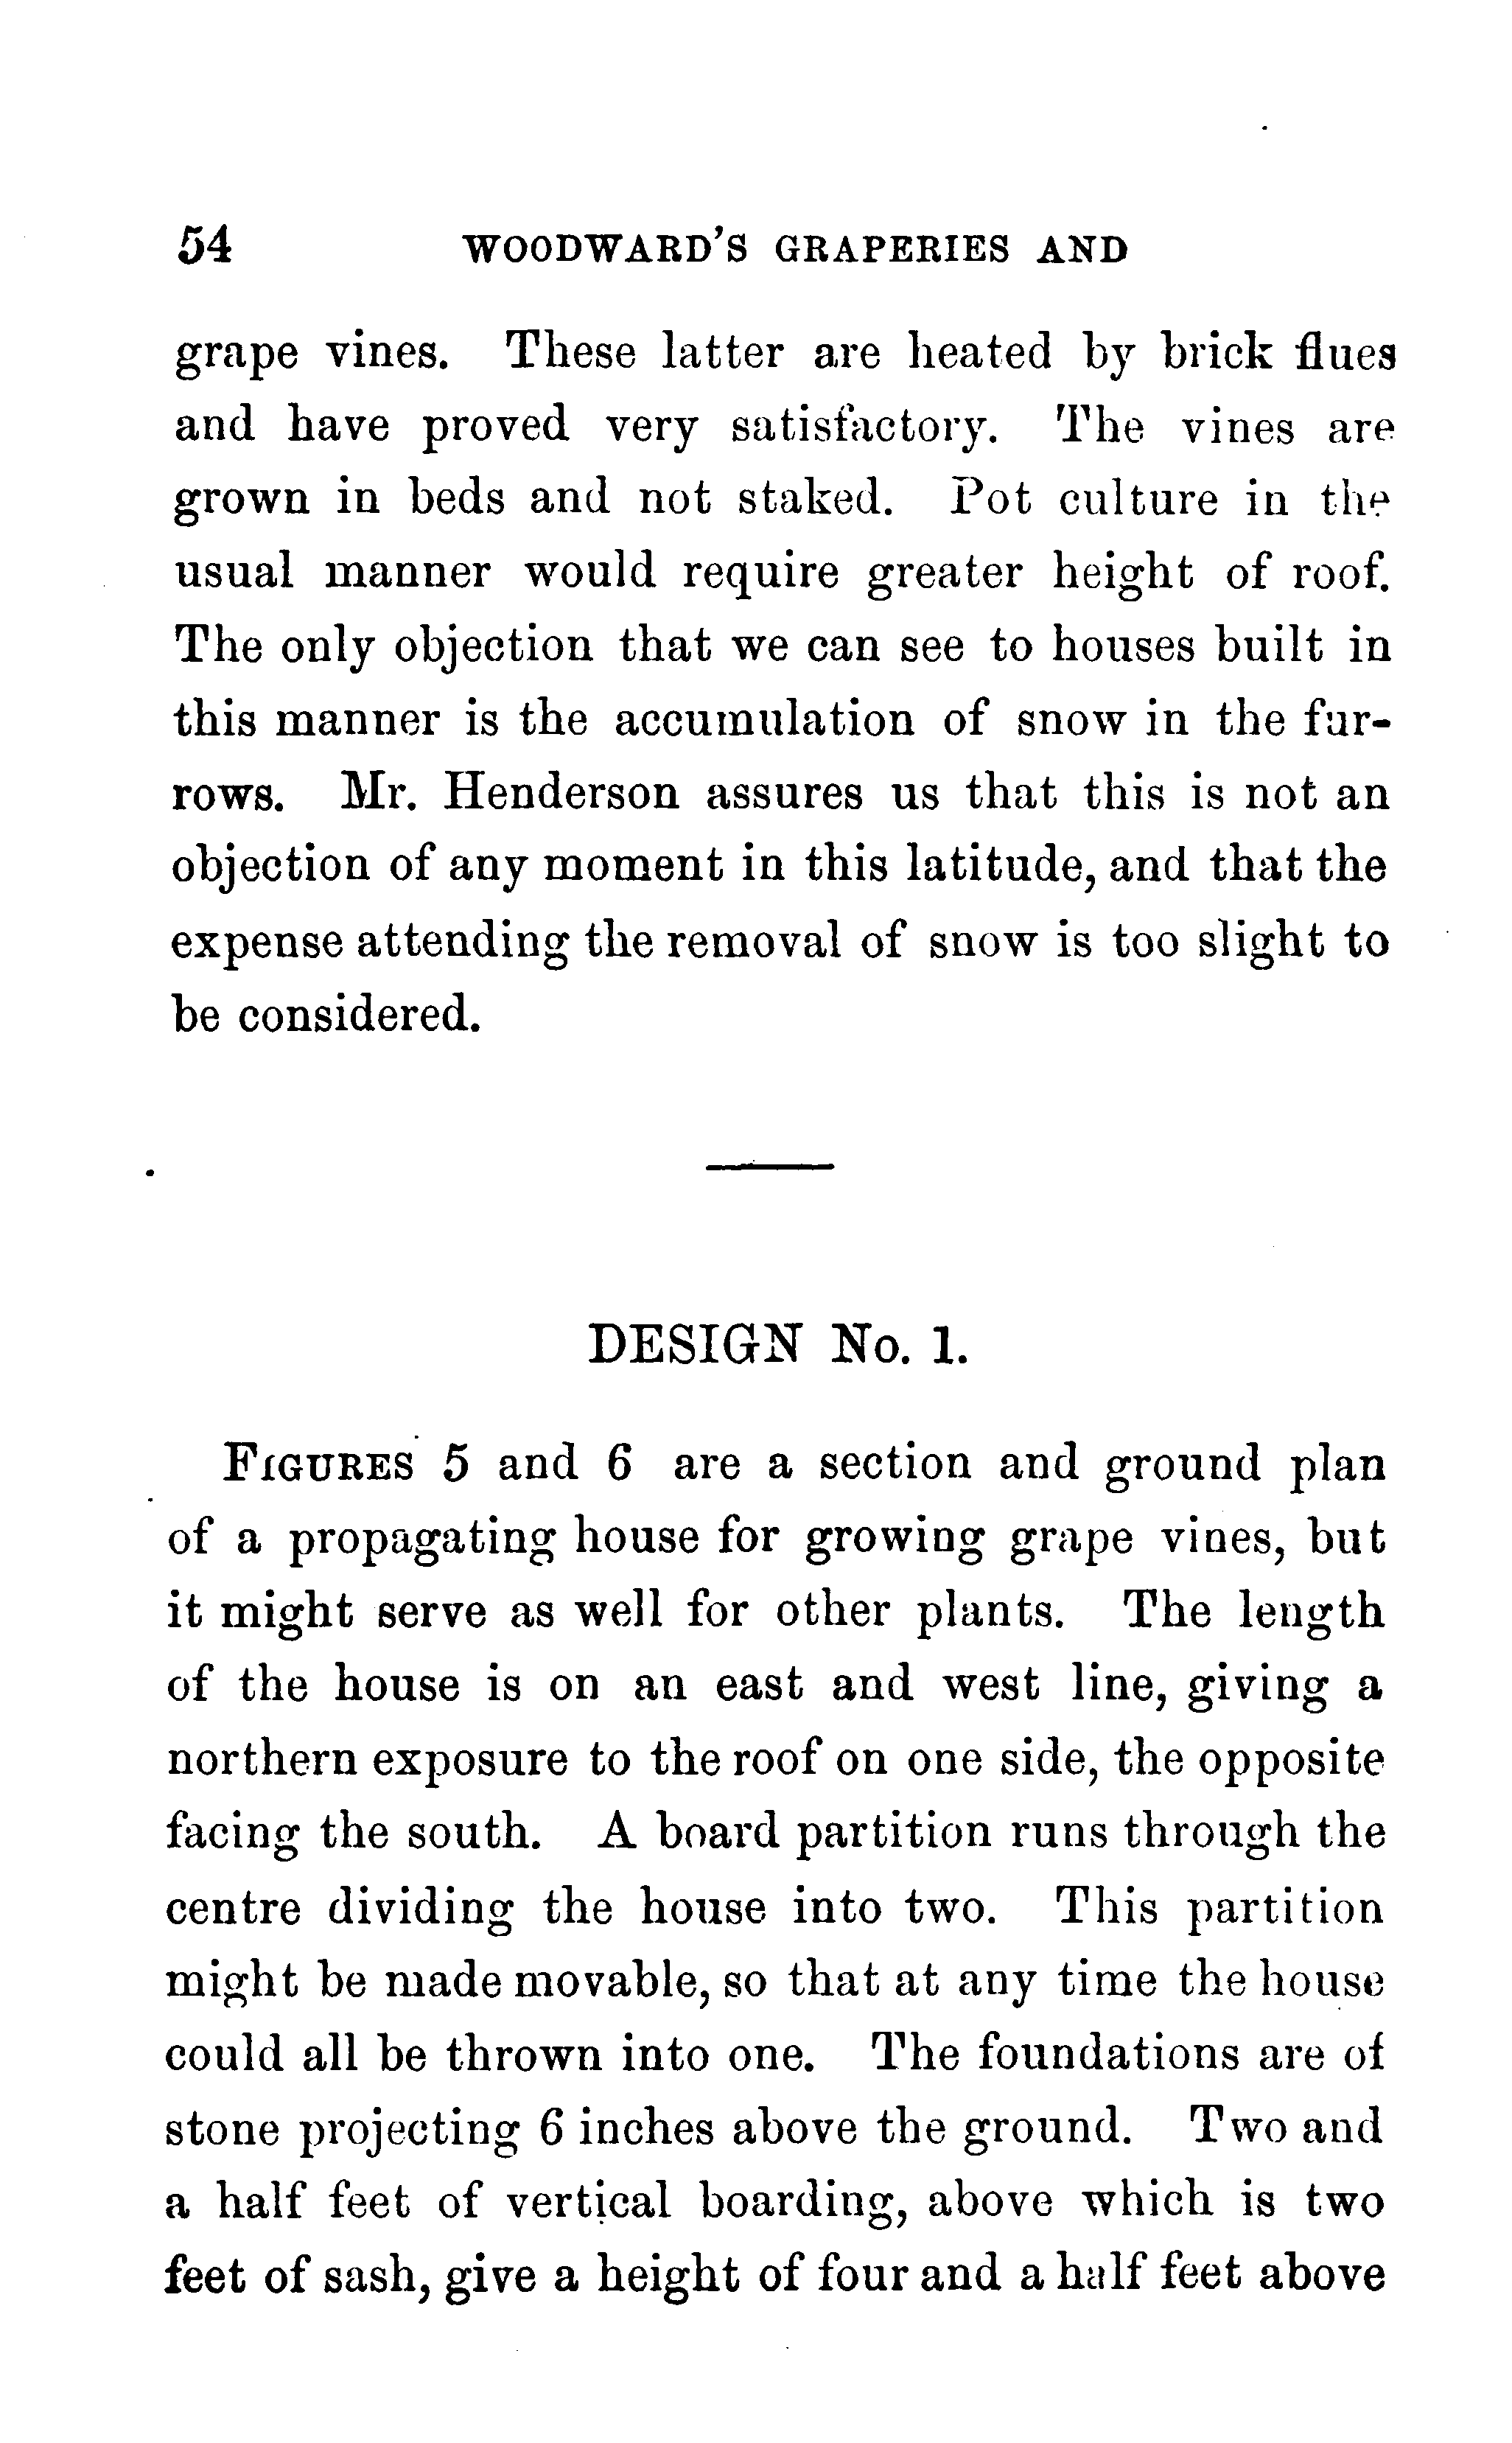 54 WOODWARD'S GRAPERIES AND
grape vines. These latter are heated by brick flues
and have proved very satisfactory. The vines are
grown in beds and not staked. Pot culture in the
usual manner would require greater height of roof.
The only objection that we can see to houses built in
this manner is the accumulation of snow in the fur-
rows. Mr. Henderson assures us that this is not an
objection of any moment in this latitude, and that the
expense attending the removal of snow is too slight to
be considered.
DESIGN No. 1.
FIGURES 5 and 6 are a section and ground plan
of a propagating house for growing grape vines, but
it might serve as well for other plants. The length
of the house is on an east and west line, giving a
northern exposure to the roof on one side, the opposite
facing the south. A board partition runs through the
centre dividing the house into two. This partition
might be made movable, so that at any time the house
could all be thrown into one. The foundations are of
stone projecting 6 inches above the ground. Two and
a half feet of vertical boarding, above which is two
feet of sash, give a height of four and a half feet above